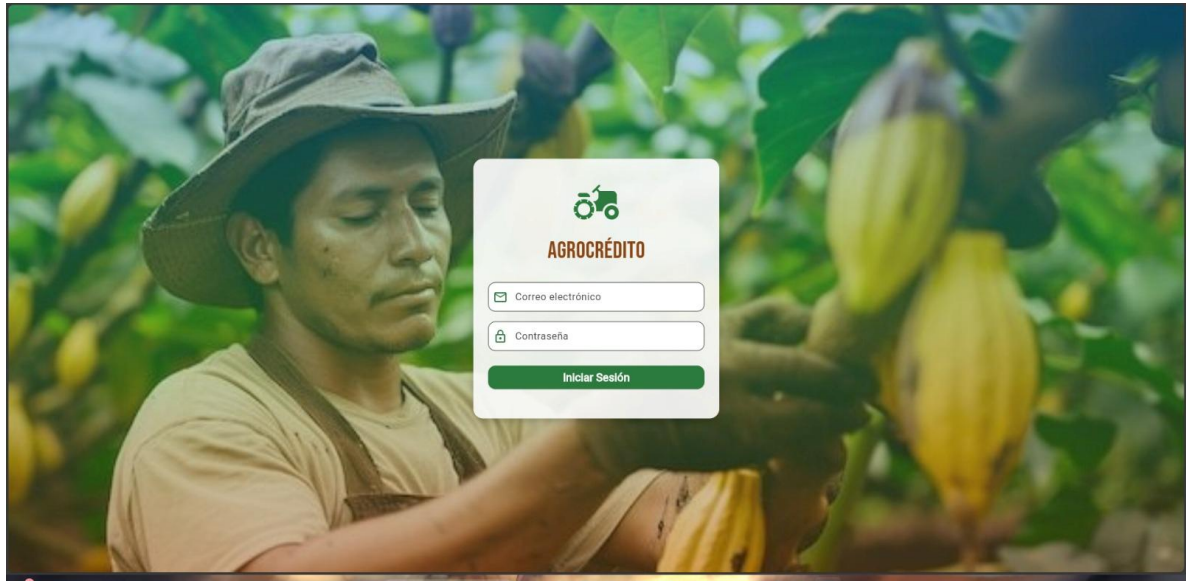 AGROCRÉDITO
Correo electrónico
Contraseña
Iniciar Sesión